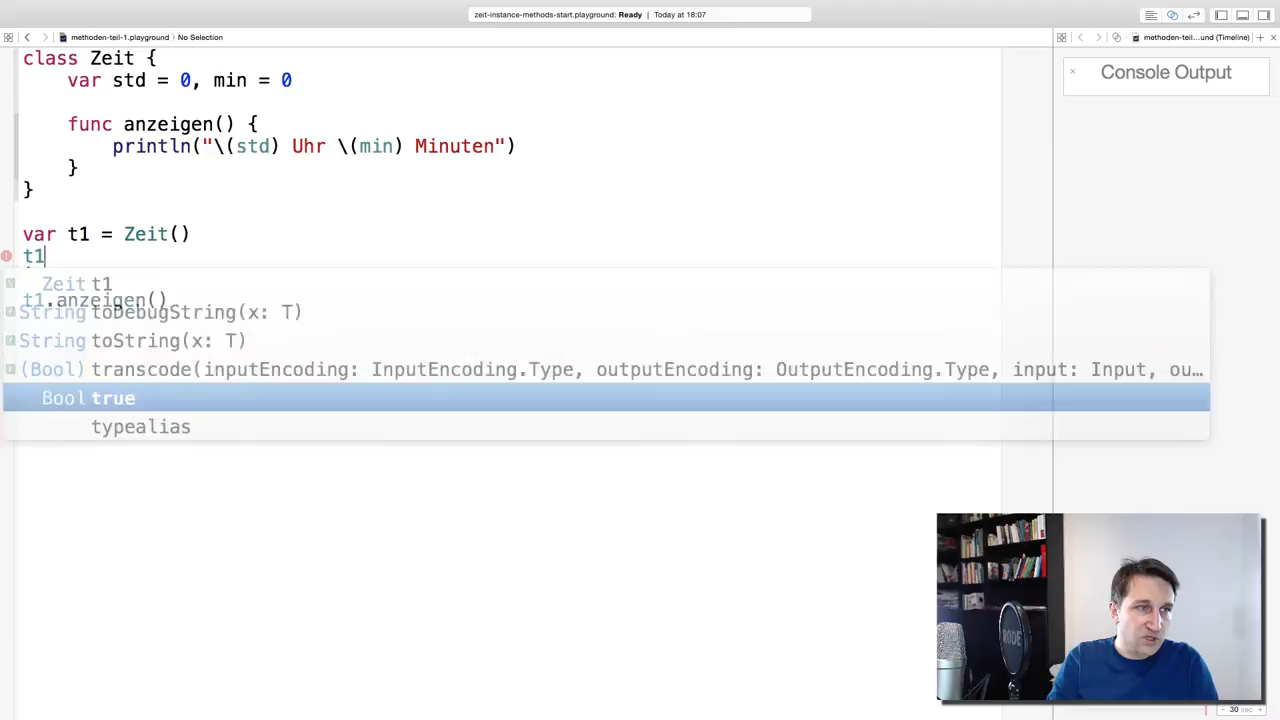 zeit-instance-methods-start.playground: Ready | Today at 18:07
methoden-teil-1.playground › No Selection
methoden-teil...und (Timeline)
class Zeit {
var std = 0, min = 0
func anzeigen() {
println("\(std) Uhr \(min) Minuten")
}
}
var t1 = Zeit()
t1
Zeit t1
t1.anzeigen()
String toDebugString(x: T)
String toString(x: T)
(Bool) transcode(inputEncoding: InputEncoding.Type, outputEncoding: OutputEncoding.Type, input: Input, ou…
Bool true
typealias
Console Output
RODE
- 30 sec +